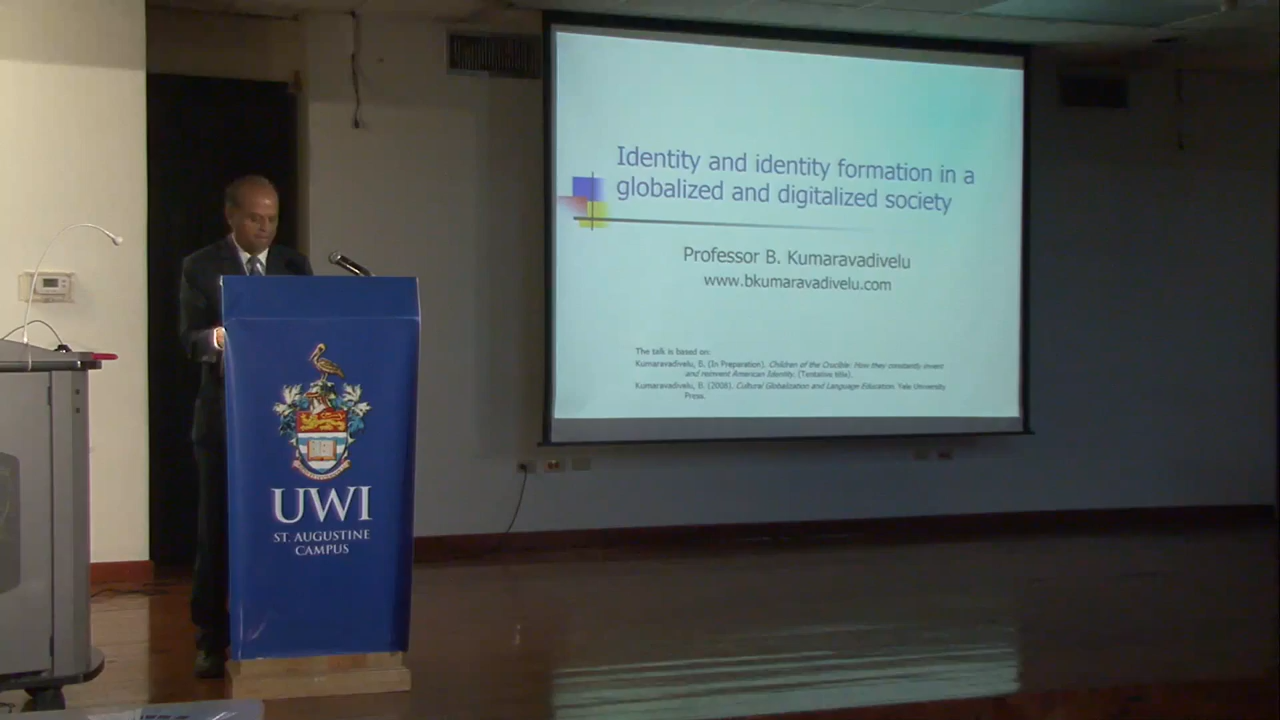 Identity and identity formation in a
globalized and digitalized society
Professor B. Kumaravadivelu
www.bkumaravadivelu.com
The talk is based on:
Kumaravadivelu, B. (In Preparation). Children of the Crucible: How they constantly invent
and reinvent American Identity. (Tentative title).
Kumaravadivelu, B. (2008). Cultural Globalization and Language Education. Yale University
Press.
UWI
ST. AUGUSTINE
CAMPUS